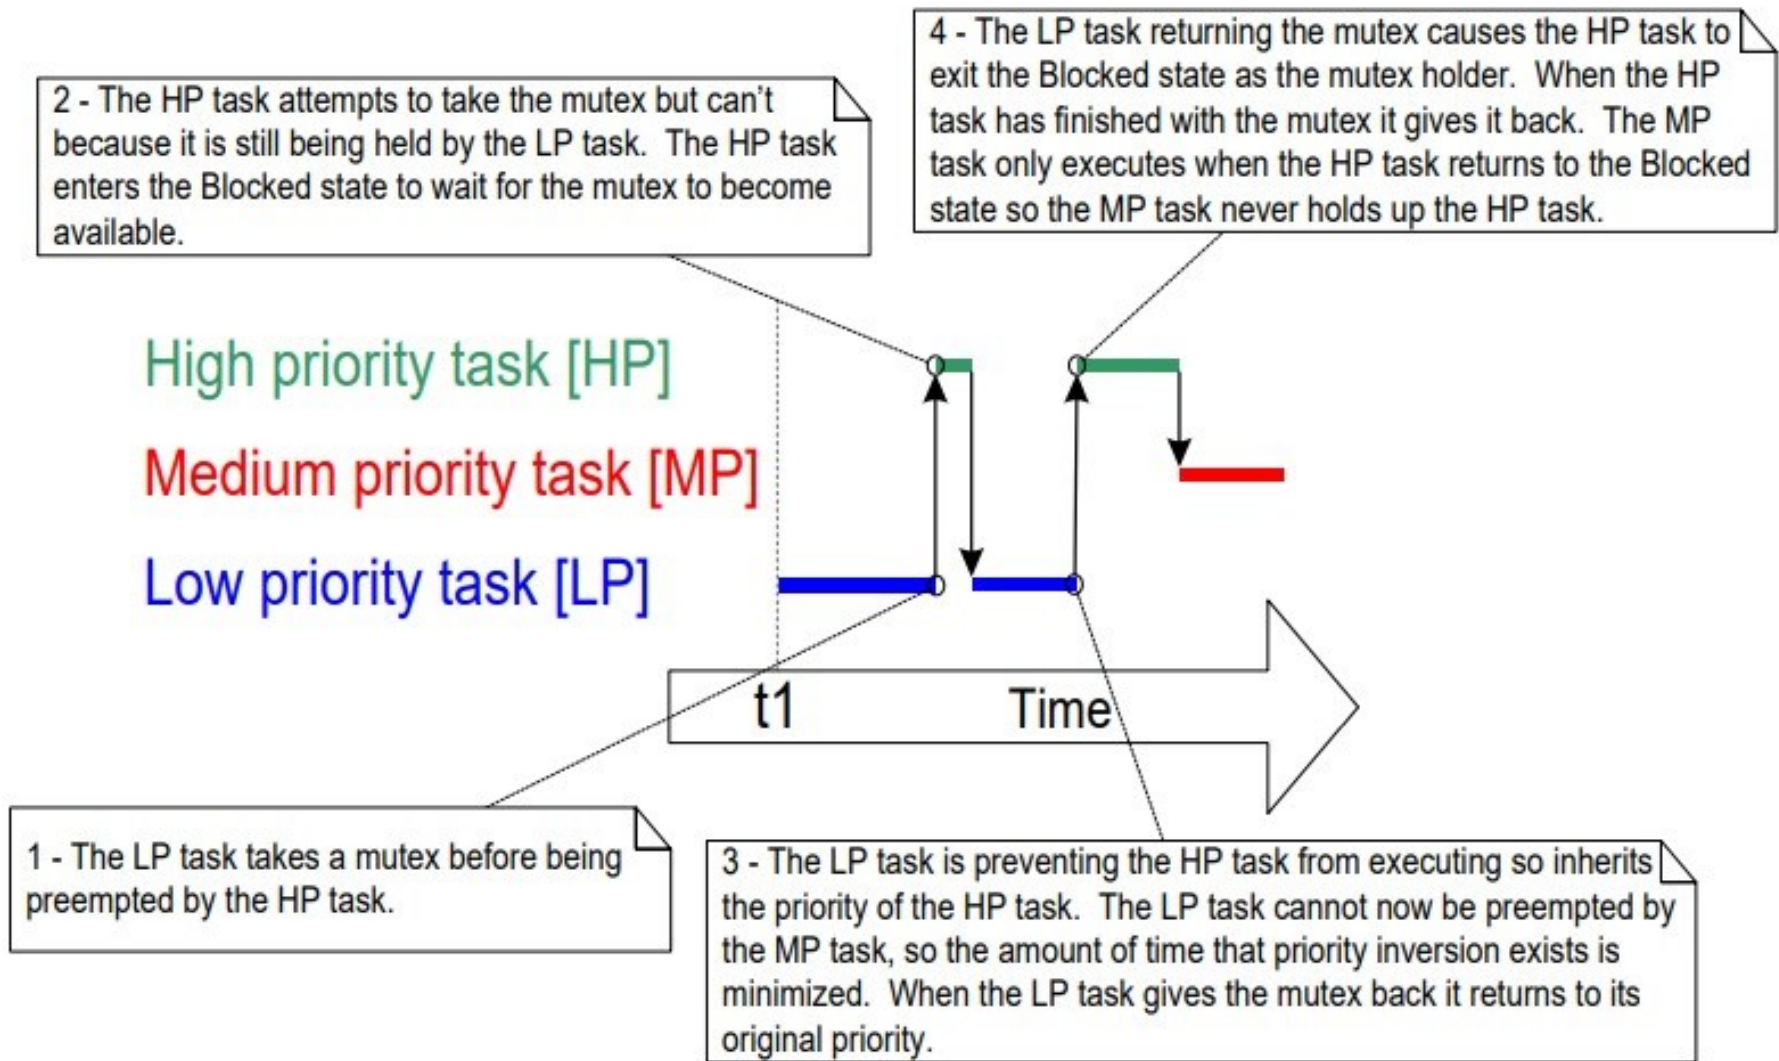 2 - The HP task attempts to take the mutex but can't
because it is still being held by the LP task.  The HP task
enters the Blocked state to wait for the mutex to become
available.
4 - The LP task returning the mutex causes the HP task to
exit the Blocked state as the mutex holder.  When the HP
task has finished with the mutex it gives it back.  The MP
task only executes when the HP task returns to the Blocked
state so the MP task never holds up the HP task.
High priority task [HP]
Medium priority task [MP]
Low priority task [LP]
t1 Time
1 - The LP task takes a mutex before being
preempted by the HP task.
3 - The LP task is preventing the HP task from executing so inherits
the priority of the HP task.  The LP task cannot now be preempted by
the MP task, so the amount of time that priority inversion exists is
minimized.  When the LP task gives the mutex back it returns to its
original priority.